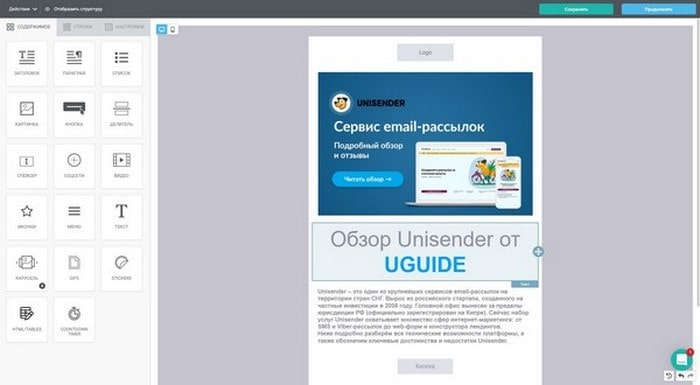 Действия
Отобразить структуру
Сохранить
Продолжить
СОДЕРЖИМОЕ
СТРОКИ
НАСТРОЙКА
ЗАГОЛОВОК
ПАРАГРАФ
СПИСОК
КАРТИНКА
КНОПКА
ДЕЛИТЕЛЬ
СПЕЙСЕР
СОЦСЕТИ
ВИДЕО
ИКОНКИ
МЕНЮ
ТЕКСТ
КАРУСЕЛЬ
GIFS
STICKERS
HTML/TABLES
COUNTDOWN
TIMER
Logo
UNISENDER
Сервис email-рассылок
Подробный обзор
и отзывы
Читать обзор →
Обзор Unisender от
UGUIDE
Текст
Unisender – это один из крупнейших сервисов email-рассылок на
территории стран СНГ. Вырос из российского стартапа, созданного на
частные инвестиции в 2008 году. Головной офис вынесен за пределы
юрисдикции РФ (официально зарегистрирован на Кипре). Сейчас набор
услуг Unisender охватывает множество сфер интернет-маркетинга: от
SMS и Viber-рассылок до web-форм и конструктора лендингов.
Ниже подробно разберём все технические возможности платформы, а
также обозначим ключевые достоинства и недостатки Unisender.
Кнопка